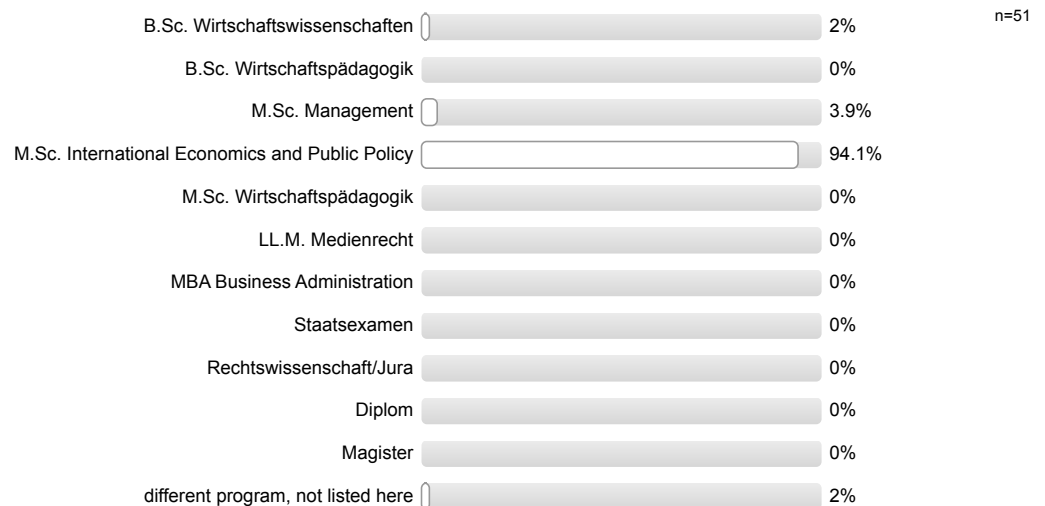 B.Sc. Wirtschaftswissenschaften 2% n=51
B.Sc. Wirtschaftspädagogik 0%
M.Sc. Management 3.9%
M.Sc. International Economics and Public Policy 94.1%
M.Sc. Wirtschaftspädagogik 0%
LL.M. Medienrecht 0%
MBA Business Administration 0%
Staatsexamen 0%
Rechtswissenschaft/Jura 0%
Diplom 0%
Magister 0%
different program, not listed here 2%